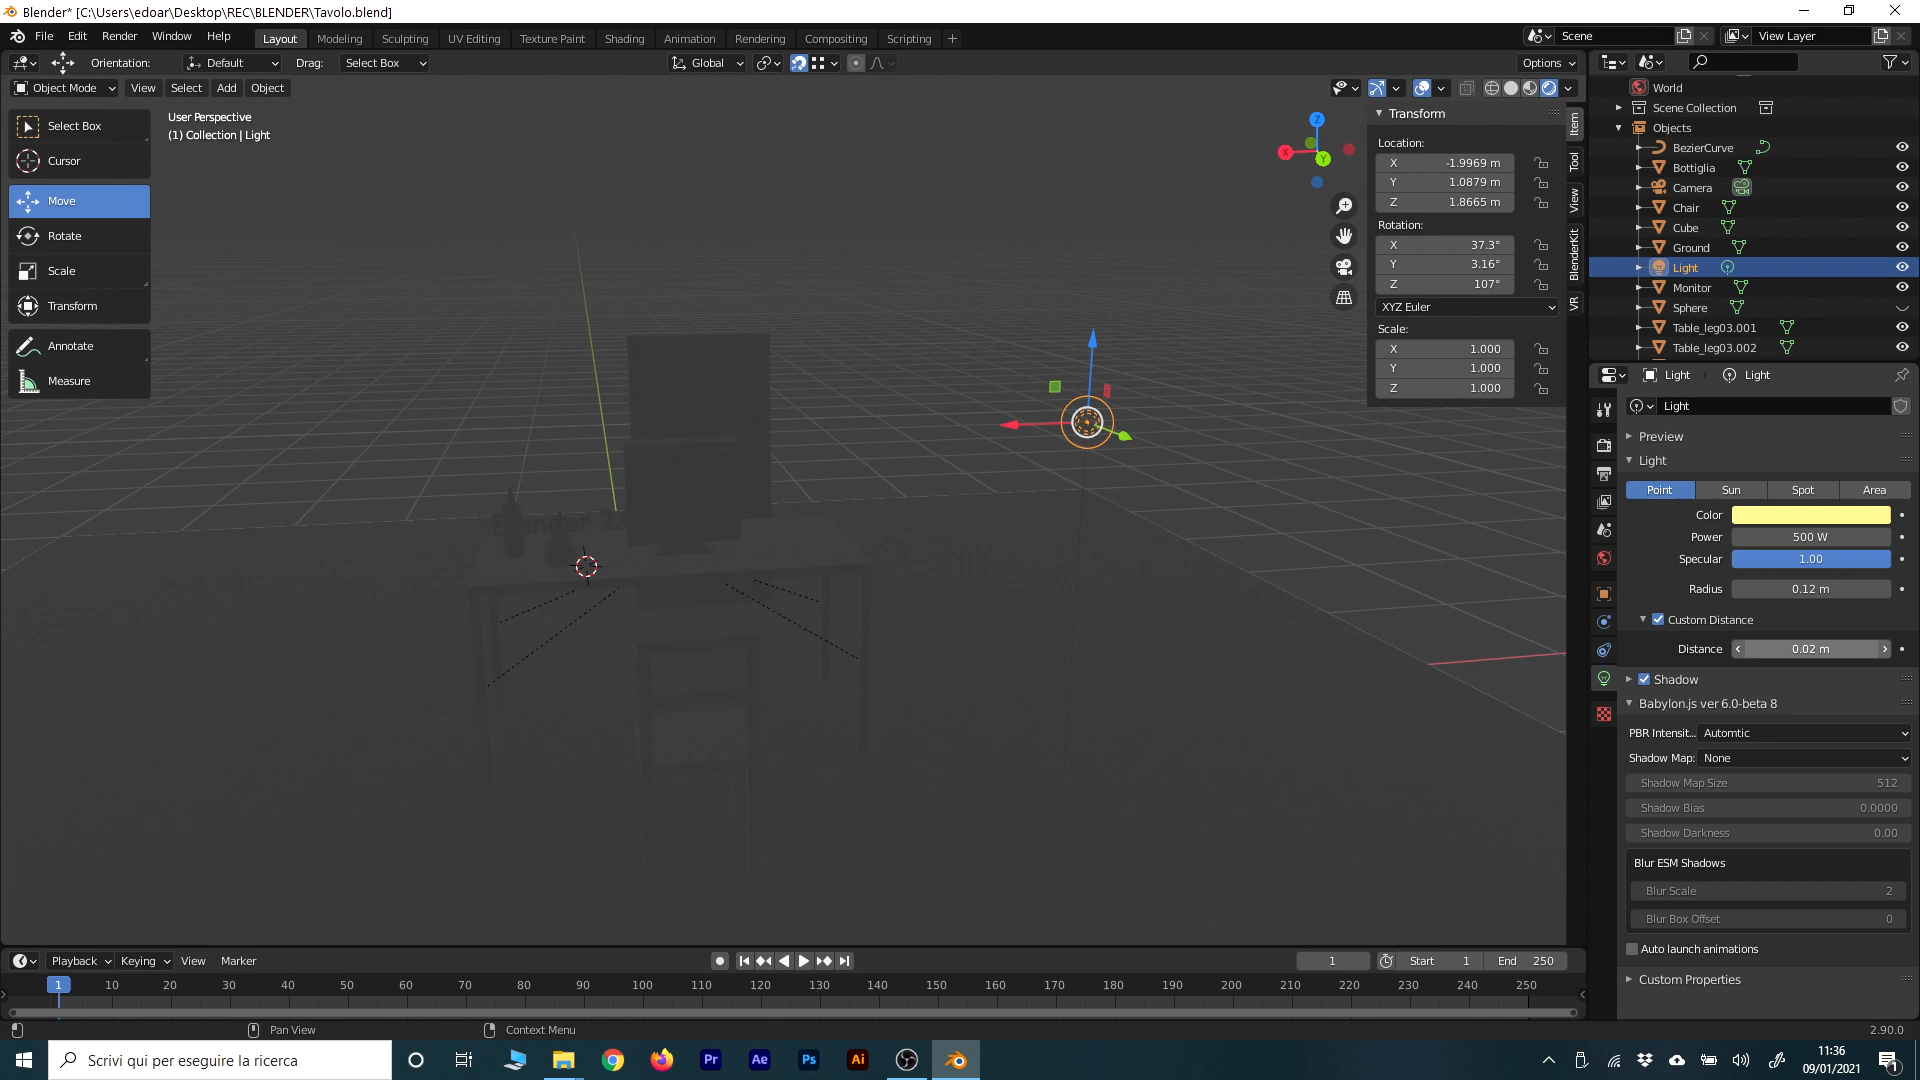 Blender* [C:\Users\edoar\Desktop\REC\BLENDER\Tavolo.blend]
File Edit Render Window Help
Layout Modeling Sculpting UV Editing Texture Paint Shading Animation Rendering Compositing Scripting +
Scene
View Layer
Orientation: Default Drag: Select Box
Global
Options
Object Mode View Select Add Object
User Perspective
(1) Collection | Light
Select Box
Cursor
Move
Rotate
Scale
Transform
Annotate
Measure
Z
X
Y
Transform
Location:
X -1.9969 m
Y 1.0879 m
Z 1.8665 m
Rotation:
X 37.3°
Y 3.16°
Z 107°
XYZ Euler
Scale:
X 1.000
Y 1.000
Z 1.000
Item
Tool
View
BlenderKit
VR
World
Scene Collection
Objects
BezierCurve
Bottiglia
Camera
Chair
Cube
Ground
Light
Monitor
Sphere
Table_leg03.001
Table_leg03.002
Light Light
Light
Preview
Light
Point Sun Spot Area
Color
Power 500 W
Specular 1.00
Radius 0.12 m
Custom Distance
Distance 0.02 m
Shadow
Babylon.js ver 6.0-beta 8
PBR Intensit... Automtic
Shadow Map: None
Shadow Map Size 512
Shadow Bias 0.0000
Shadow Darkness 0.00
Blur ESM Shadows
Blur Scale 2
Blur Box Offset 0
Auto launch animations
Custom Properties
Blender 2.
Playback Keying View Marker
1 Start 1 End 250
1 10 20 30 40 50 60 70 80 90 100 110 120 130 140 150 160 170 180 190 200 210 220 230 240 250
Pan View
Context Menu
2.90.0
Scrivi qui per eseguire la ricerca
Pr Ae Ps Ai
11:36
09/01/2021
1